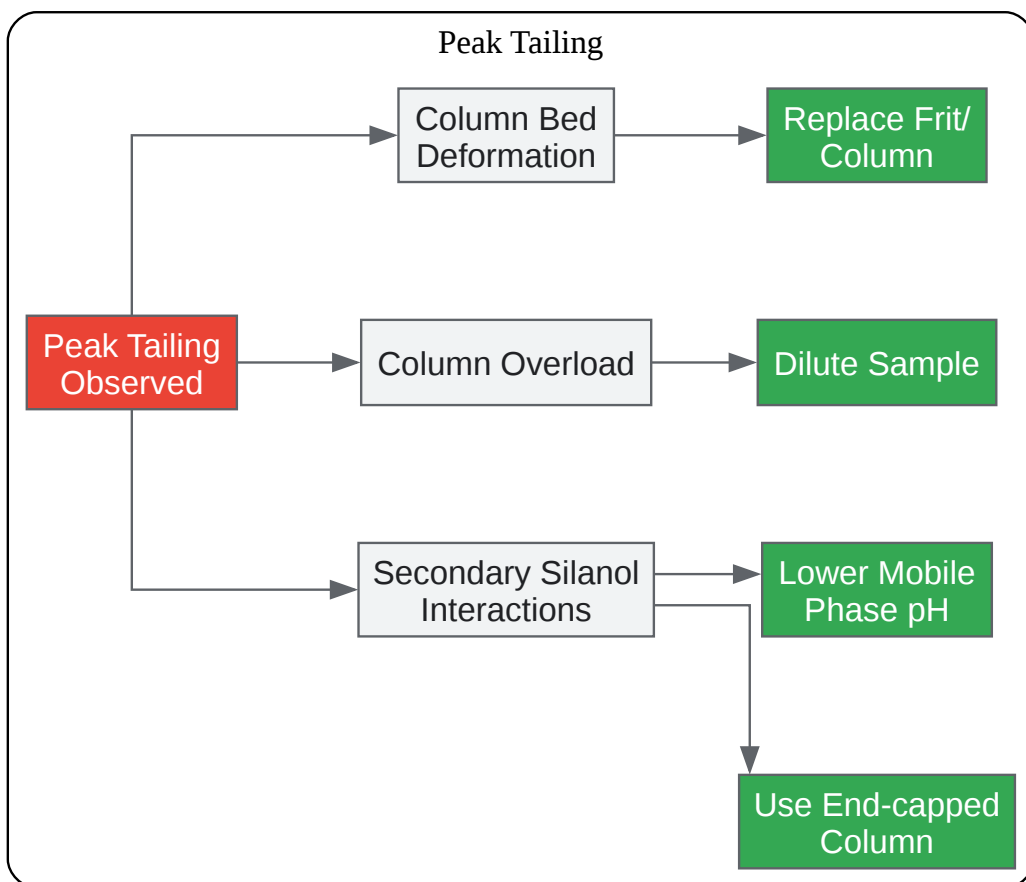 Peak Tailing
Column Bed
Deformation
Replace Frit/
Column
Peak Tailing
Observed
Column Overload
Dilute Sample
Secondary Silanol
Interactions
Lower Mobile
Phase pH
Use End-capped
Column